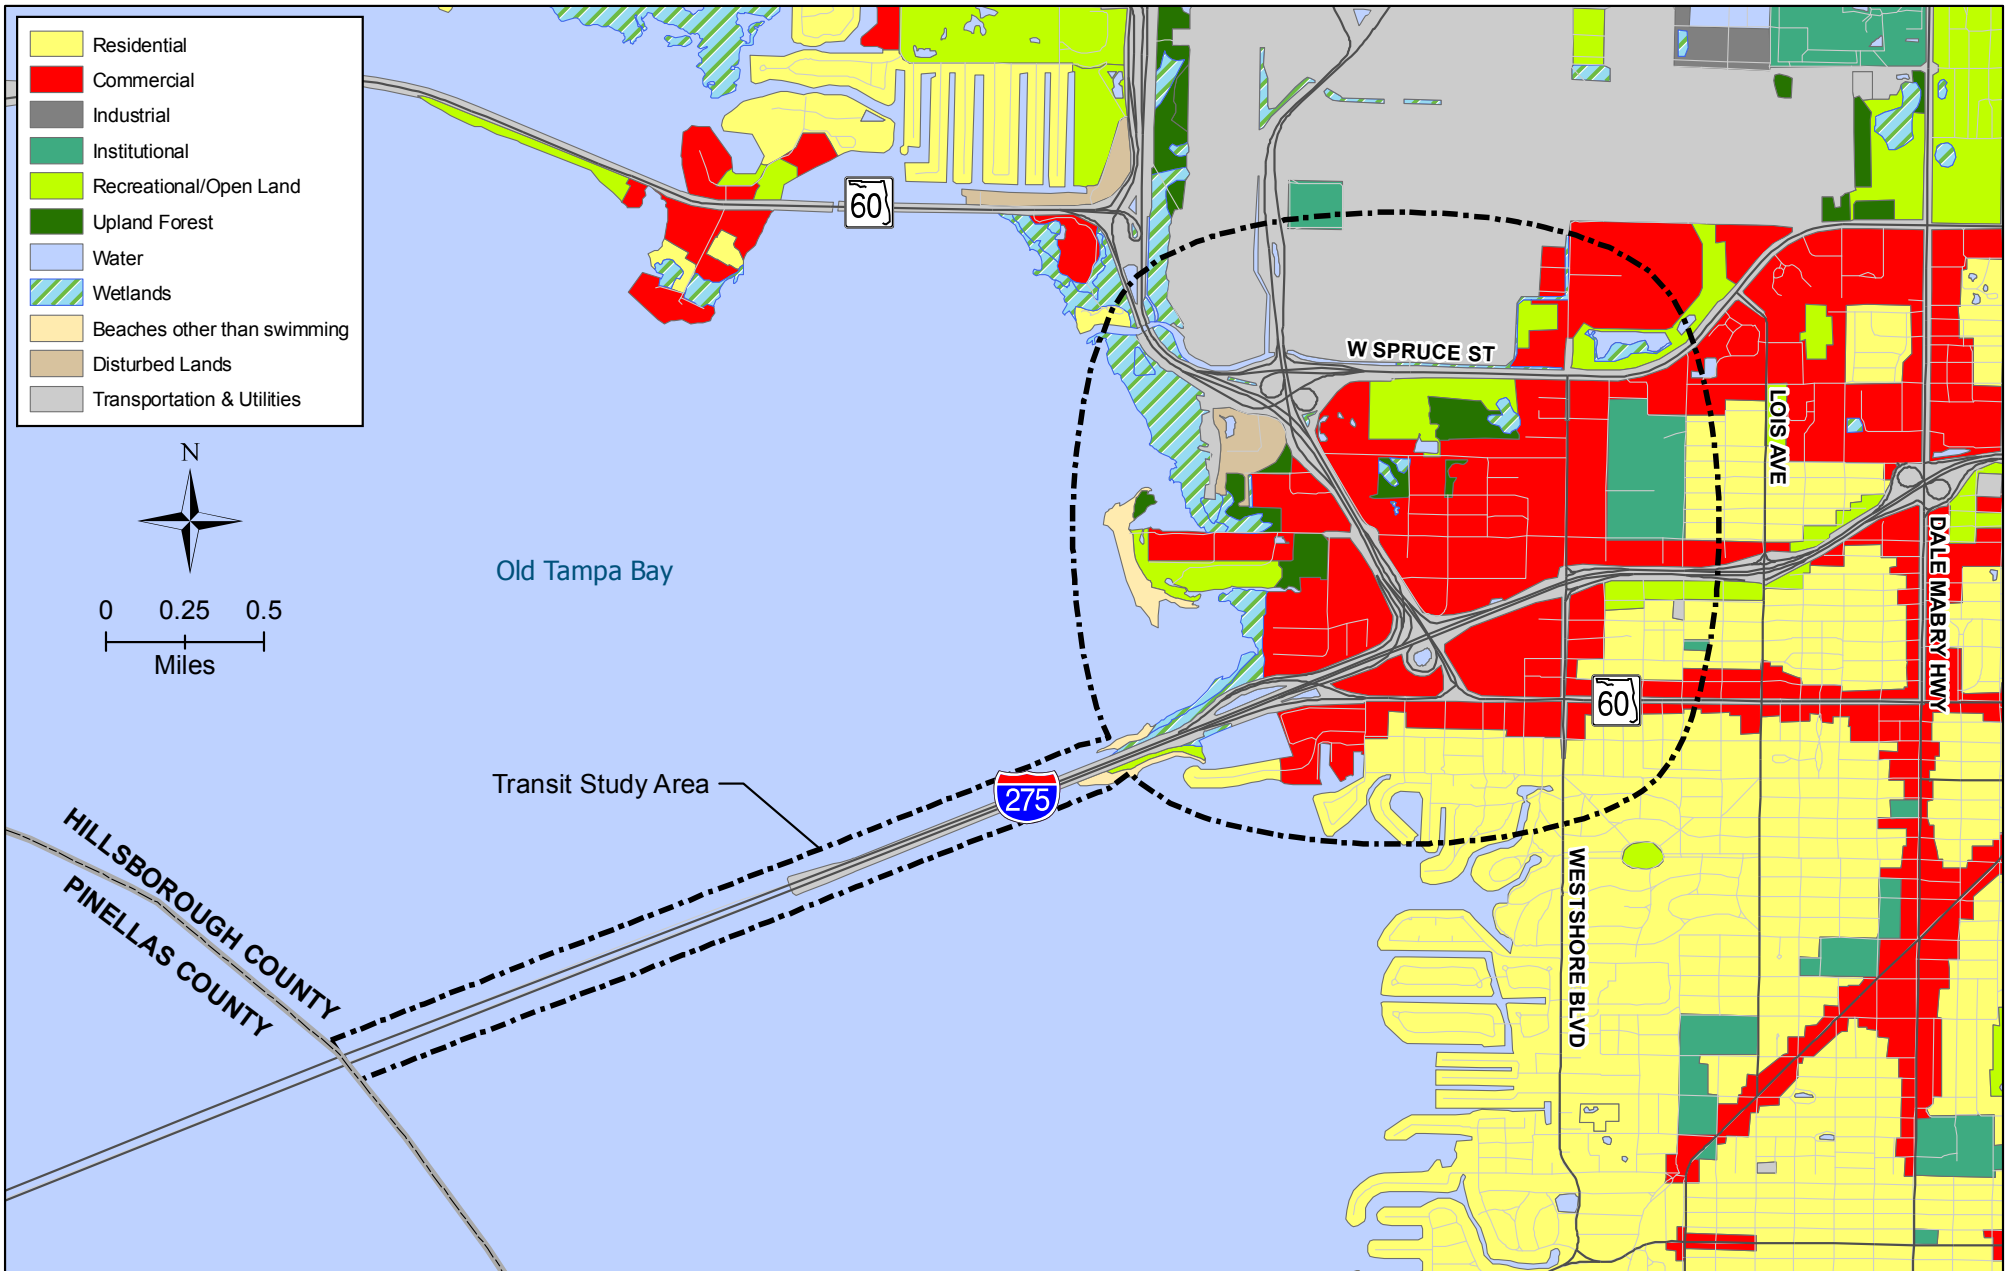 Residential
Commercial
Industrial
Institutional
Recreational/Open Land
Upland Forest
Water
Wetlands
Beaches other than swimming
Disturbed Lands
Transportation & Utilities
N
0 0.25 0.5
Miles
60
W SPRUCE ST
LOIS AVE
DALE MABRY HWY
Old Tampa Bay
60
Transit Study Area
275
HILLSBOROUGH COUNTY
PINELLAS COUNTY
WESTSHORE BLVD